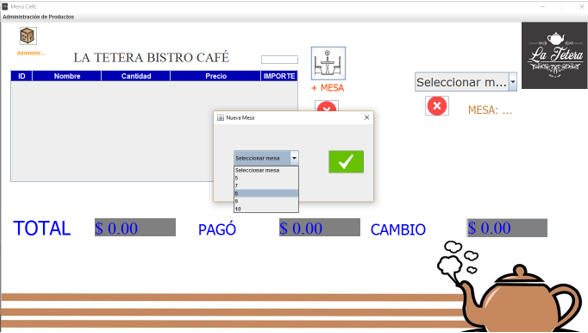 Menú Café
Administración de Productos
Administr...
LA TETERA BISTRO CAFÉ
+ MESA
Seleccionar m...
La Tetera
ID Nombre Cantidad Precio IMPORTE
MESA: ...
Nueva Mesa
Seleccionar mesa
Seleccionar mesa
5
7
8
9
10
TOTAL $ 0.00 PAGÓ $ 0.00 CAMBIO $ 0.00